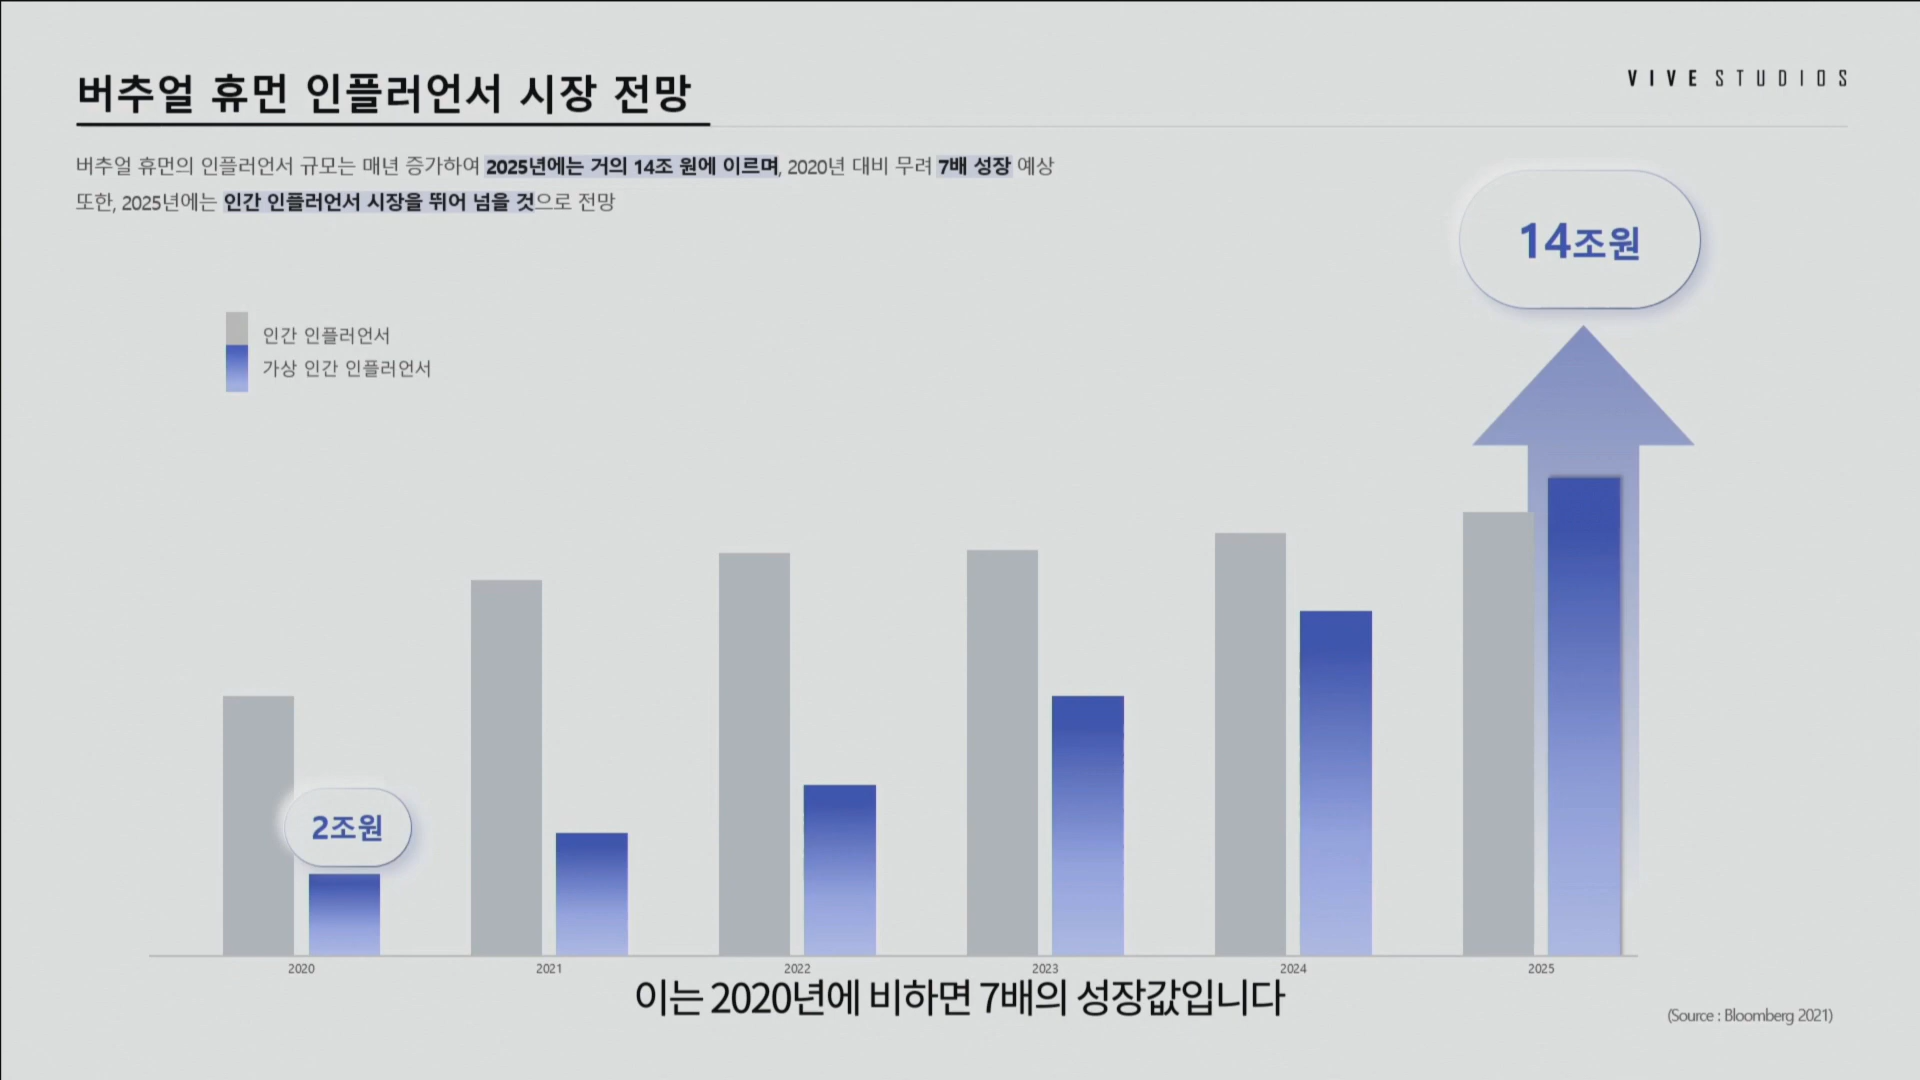 버추얼 휴먼 인플러언서 시장 전망
VIVE STUDIOS
버추얼 휴먼의 인플러언서 규모는 매년 증가하여 2025년에는 거의 14조 원에 이르며, 2020년 대비 무려 7배 성장 예상
또한, 2025년에는 인간 인플러언서 시장을 뛰어 넘을 것으로 전망
14조원
인간 인플러언서
가상 인간 인플러언서
2조원
2020 2021 2022 2023 2024 2025
이는 2020년에 비하면 7배의 성장값입니다
(Source : Bloomberg 2021)